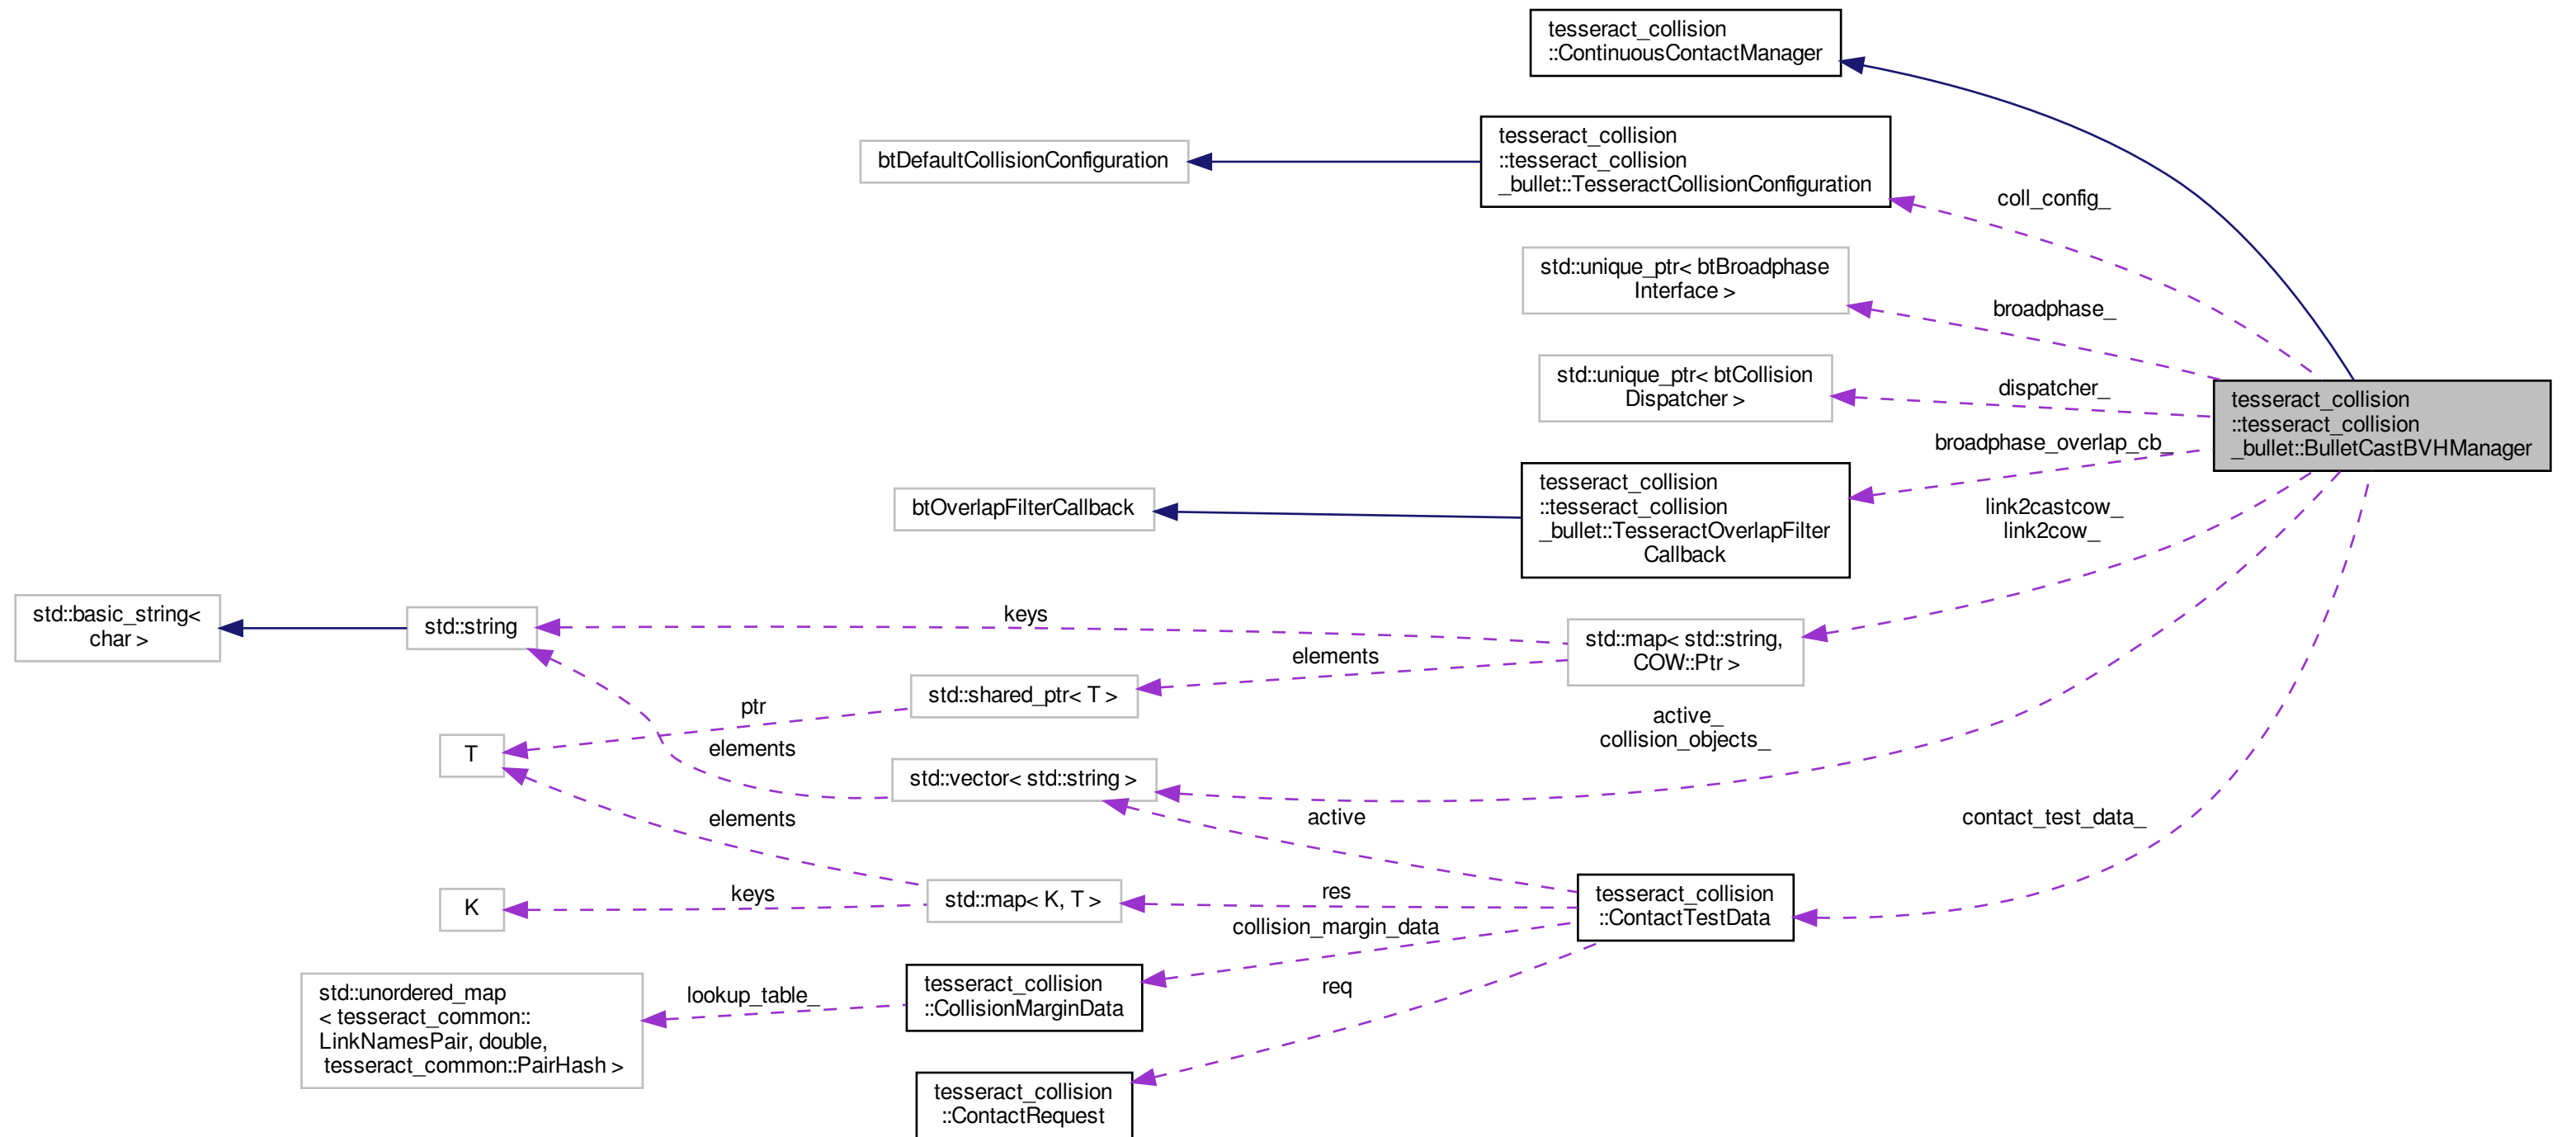 tesseract_collision
::ContinuousContactManager
tesseract_collision
::tesseract_collision
_bullet::TesseractCollisionConfiguration
btDefaultCollisionConfiguration
coll_config_
std::unique_ptr< btBroadphase
Interface >
broadphase_
std::unique_ptr< btCollision
Dispatcher >
dispatcher_
tesseract_collision
::tesseract_collision
_bullet::BulletCastBVHManager
broadphase_overlap_cb_
tesseract_collision
::tesseract_collision
_bullet::TesseractOverlapFilter
Callback
btOverlapFilterCallback
link2castcow_
link2cow_
std::basic_string<
char >
std::string
keys
std::map< std::string,
COW::Ptr >
elements
std::shared_ptr< T >
ptr
active_
collision_objects_
T
elements
std::vector< std::string >
elements
active
contact_test_data_
K
keys
std::map< K, T >
res
tesseract_collision
::ContactTestData
collision_margin_data
std::unordered_map
< tesseract_common::
LinkNamesPair, double,
tesseract_common::PairHash >
lookup_table_
tesseract_collision
::CollisionMarginData
req
tesseract_collision
::ContactRequest